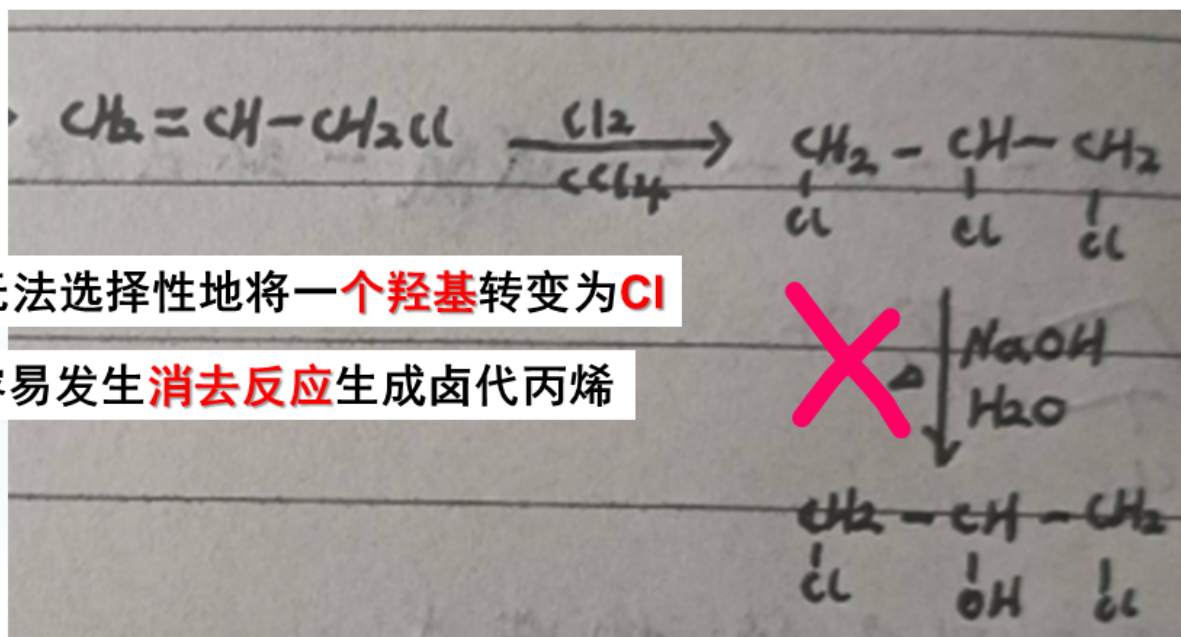 CH2=CH-CH2Cl Cl2 CH2-CH-CH2
CCl4
Cl Cl Cl
法选择性地将一个羟基转变为Cl
NaOH
易发生消去反应生成卤代丙烯
△ H2O
CH2-CH-CH2
Cl OH Cl